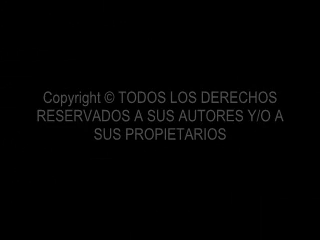 Copyright © TODOS LOS DERECHOS
RESERVADOS A SUS AUTORES Y/O A
SUS PROPIETARIOS